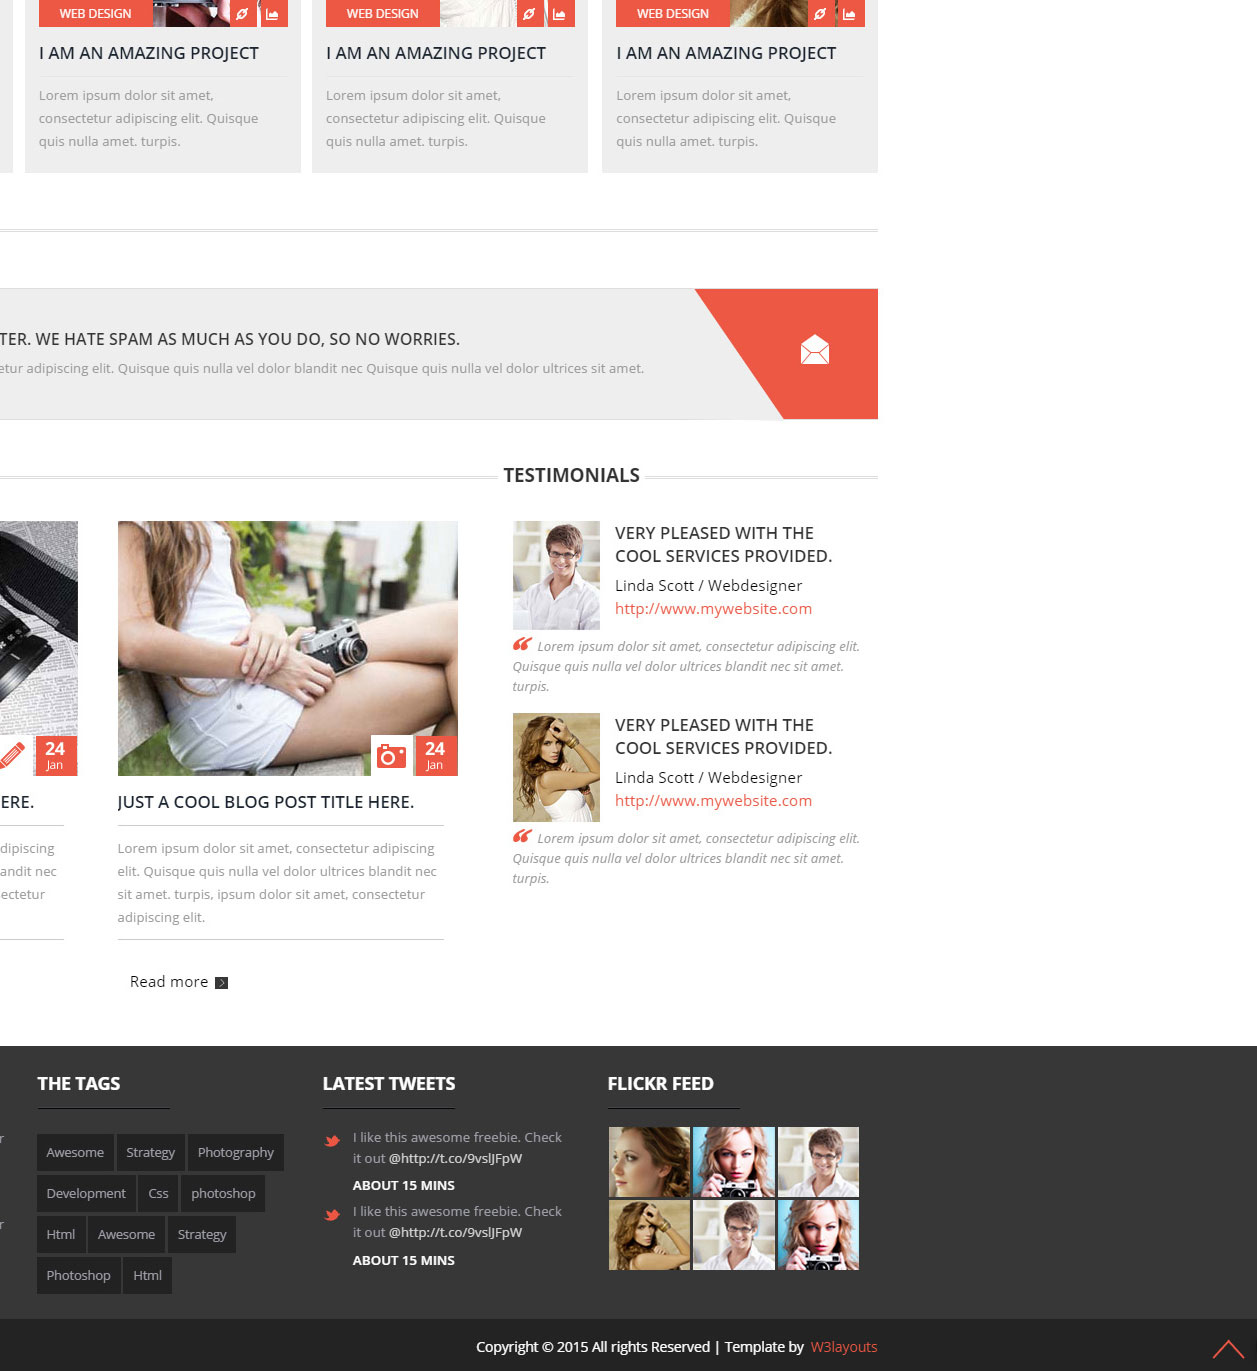 WEB DESIGN
WEB DESIGN
WEB DESIGN
I AM AN AMAZING PROJECT
I AM AN AMAZING PROJECT
I AM AN AMAZING PROJECT
Lorem ipsum dolor sit amet,
consectetur adipiscing elit. Quisque
quis nulla amet. turpis.
Lorem ipsum dolor sit amet,
consectetur adipiscing elit. Quisque
quis nulla amet. turpis.
Lorem ipsum dolor sit amet,
consectetur adipiscing elit. Quisque
quis nulla amet. turpis.
TER. WE HATE SPAM AS MUCH AS YOU DO, SO NO WORRIES.
etur adipiscing elit. Quisque quis nulla vel dolor blandit nec Quisque quis nulla vel dolor ultrices sit amet.
TESTIMONIALS
24
Jan
ERE.
dipiscing
andit nec
ectetur
24
Jan
JUST A COOL BLOG POST TITLE HERE.
Lorem ipsum dolor sit amet, consectetur adipiscing
elit. Quisque quis nulla vel dolor ultrices blandit nec
sit amet. turpis, ipsum dolor sit amet, consectetur
adipiscing elit.
Read more
VERY PLEASED WITH THE
COOL SERVICES PROVIDED.
Linda Scott / Webdesigner
http://www.mywebsite.com
Lorem ipsum dolor sit amet, consectetur adipiscing elit.
Quisque quis nulla vel dolor ultrices blandit nec sit amet.
turpis.
VERY PLEASED WITH THE
COOL SERVICES PROVIDED.
Linda Scott / Webdesigner
http://www.mywebsite.com
Lorem ipsum dolor sit amet, consectetur adipiscing elit.
Quisque quis nulla vel dolor ultrices blandit nec sit amet.
turpis.
r
r
THE TAGS
Awesome Strategy Photography
Development Css photoshop
Html Awesome Strategy
Photoshop Html
LATEST TWEETS
I like this awesome freebie. Check
it out @http://t.co/9vslJFpW
ABOUT 15 MINS
I like this awesome freebie. Check
it out @http://t.co/9vslJFpW
ABOUT 15 MINS
FLICKR FEED
Copyright © 2015 All rights Reserved | Template by W3layouts